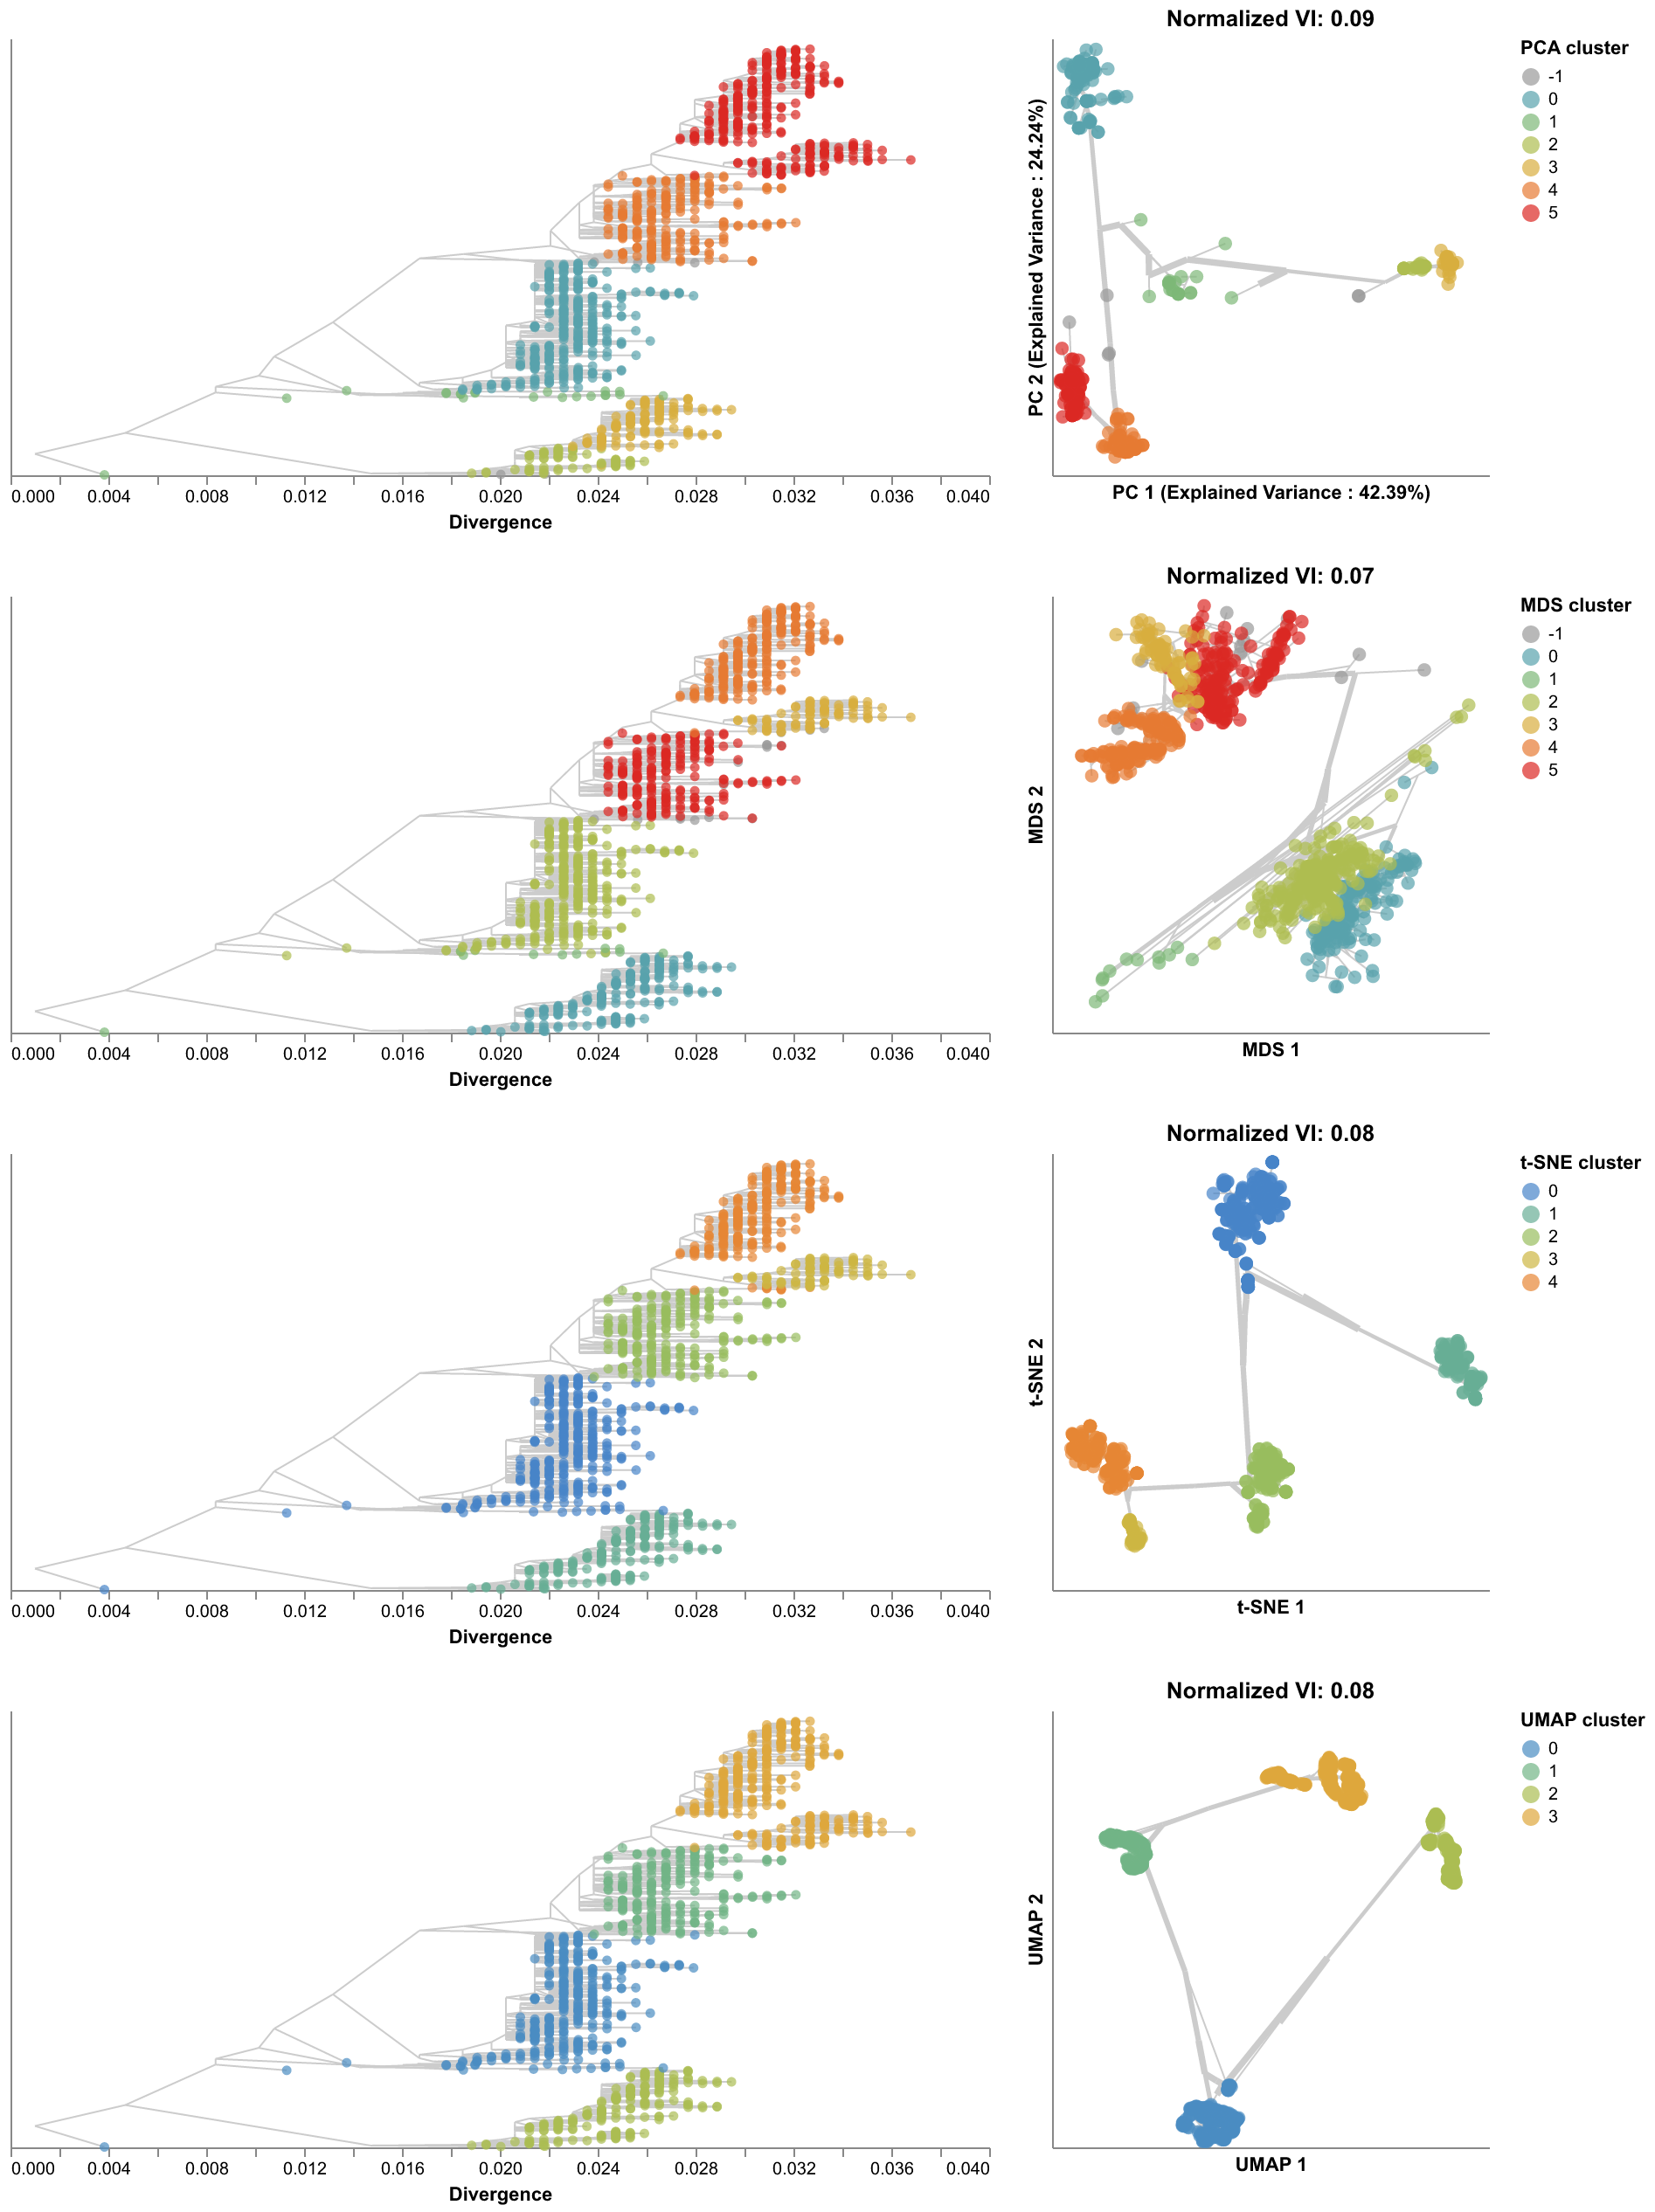 Normalized VI: 0.09
PCA cluster
-1
0
1
2
3
4
5
PC 2 (Explained Variance : 24.24%)
0.000 0.004 0.008 0.012 0.016 0.020 0.024 0.028 0.032 0.036 0.040
Divergence
PC 1 (Explained Variance : 42.39%)
Normalized VI: 0.07
MDS cluster
-1
0
1
2
3
4
5
MDS 2
0.000 0.004 0.008 0.012 0.016 0.020 0.024 0.028 0.032 0.036 0.040
Divergence
MDS 1
Normalized VI: 0.08
t-SNE cluster
0
1
2
3
4
t-SNE 2
0.000 0.004 0.008 0.012 0.016 0.020 0.024 0.028 0.032 0.036 0.040
Divergence
t-SNE 1
Normalized VI: 0.08
UMAP cluster
0
1
2
3
UMAP 2
0.000 0.004 0.008 0.012 0.016 0.020 0.024 0.028 0.032 0.036 0.040
Divergence
UMAP 1